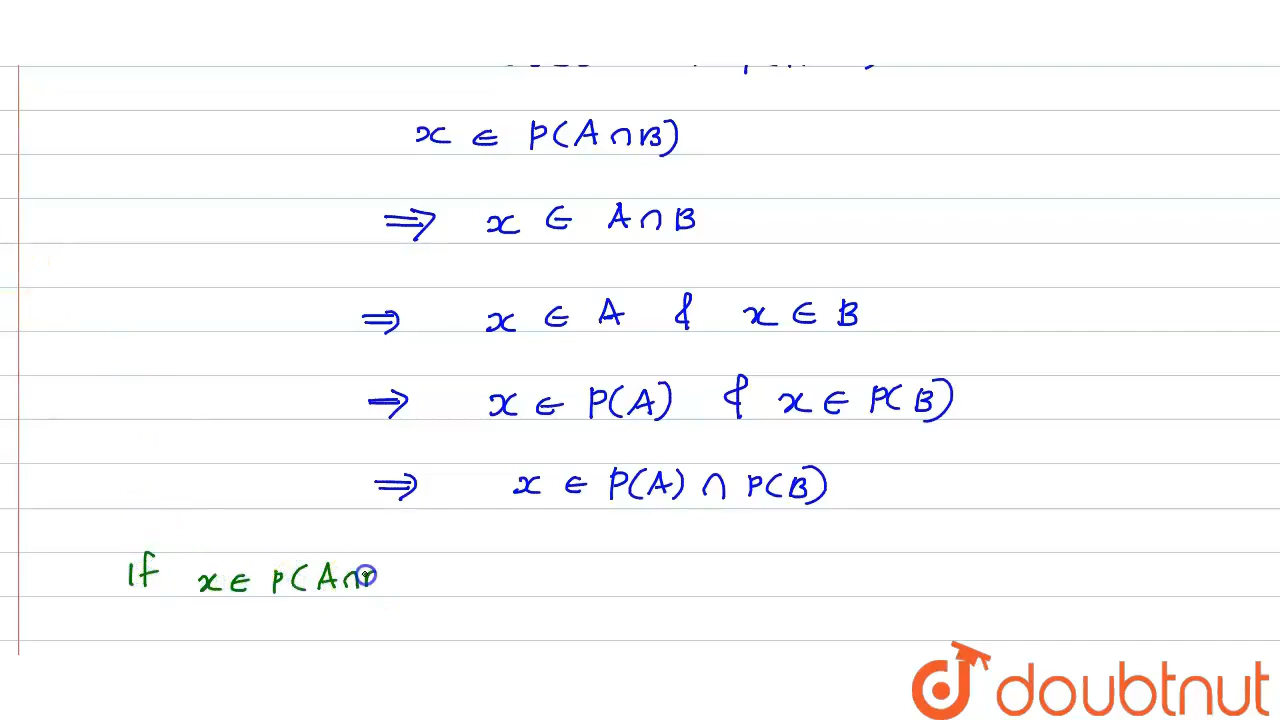 x ∈ P(A ∩ B)
⇒ x ∈ A ∩ B
⇒ x ∈ A & x ∈ B
⇒ x ∈ P(A) & x ∈ P(B)
⇒ x ∈ P(A) ∩ P(B)
If x ∈ P(A ∩
doubtnut